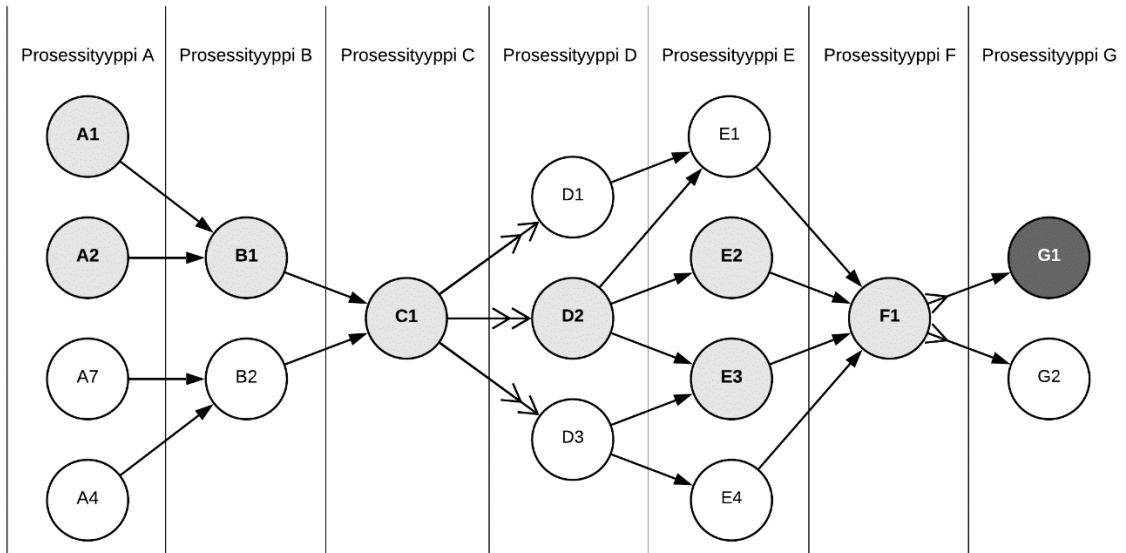 Prosessityyppi A
Prosessityyppi B
Prosessityyppi C
Prosessityyppi D
Prosessityyppi E
Prosessityyppi F
Prosessityyppi G
A1
A2
A7
A4
B1
B2
C1
D1
D2
D3
E1
E2
E3
E4
F1
G1
G2